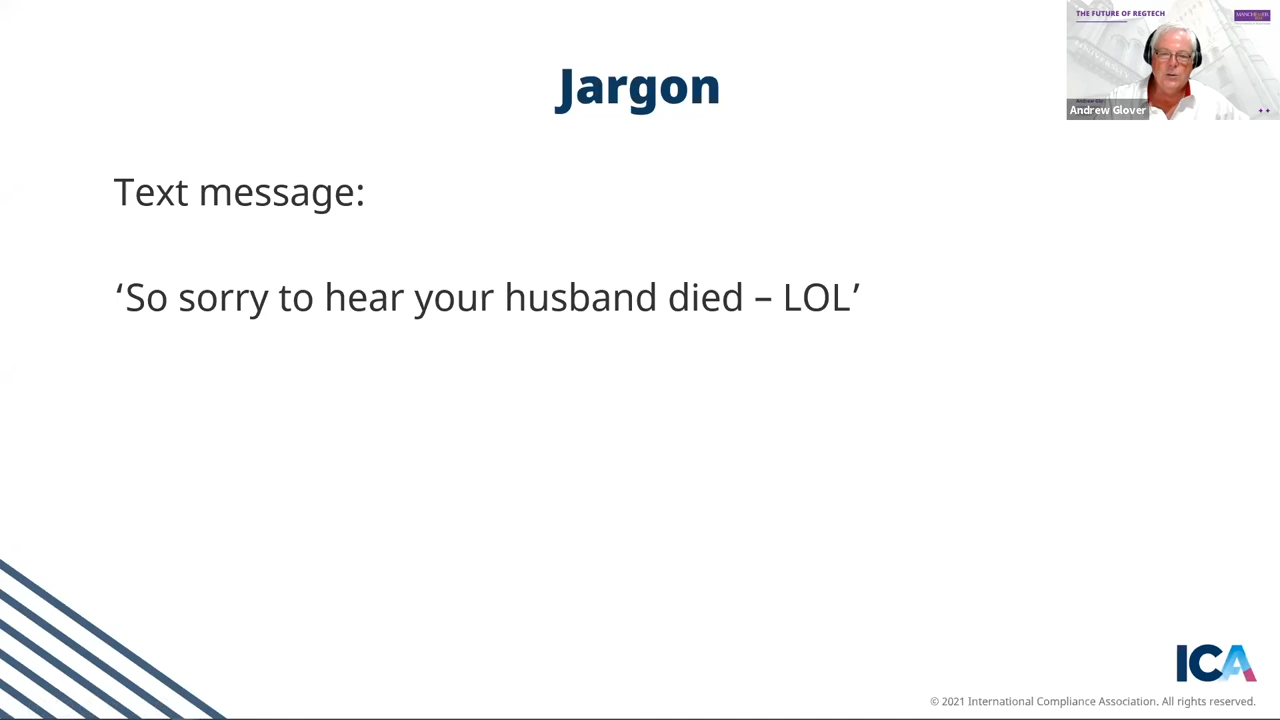 THE FUTURE OF REGTECH
Jargon
Andrew Glover
Text message:
‘So sorry to hear your husband died – LOL’
ICA
© 2021 International Compliance Association. All rights reserved.